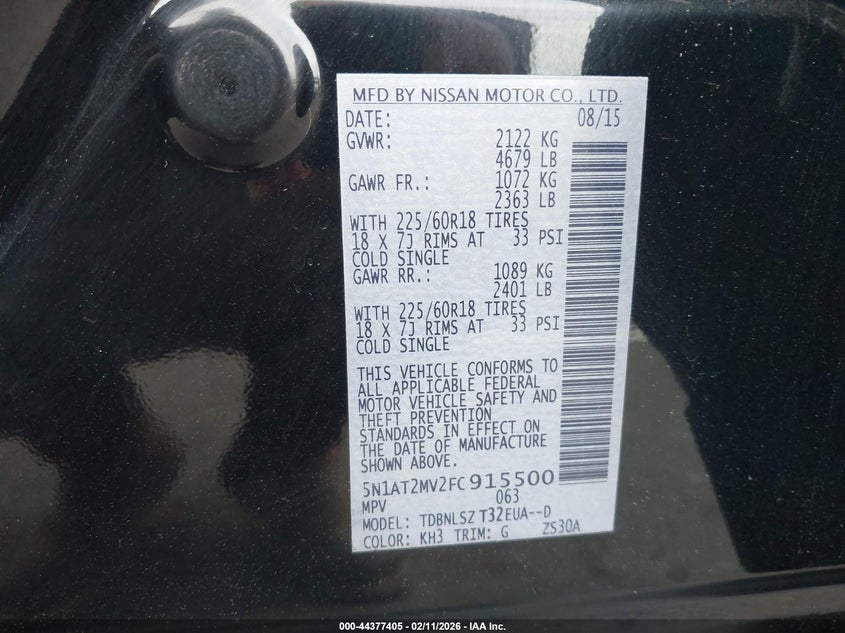 MFD BY NISSAN MOTOR CO., LTD.
DATE: 08/15
GVWR: 2122 KG
4679 LB
GAWR FR.: 1072 KG
2363 LB
WITH 225/60R18 TIRES
18 X 7J RIMS AT 33 PSI
COLD SINGLE
GAWR RR.: 1089 KG
2401 LB
WITH 225/60R18 TIRES
18 X 7J RIMS AT 33 PSI
COLD SINGLE
THIS VEHICLE CONFORMS TO
ALL APPLICABLE FEDERAL
MOTOR VEHICLE SAFETY AND
THEFT PREVENTION
STANDARDS IN EFFECT ON
THE DATE OF MANUFACTURE
SHOWN ABOVE.
5N1AT2MV2FC915500
MPV 063
MODEL: TDBNLSZ T32EUA--D
COLOR: KH3 TRIM: G ZS30A
000-44377405 - 02/11/2026 - IAA Inc.